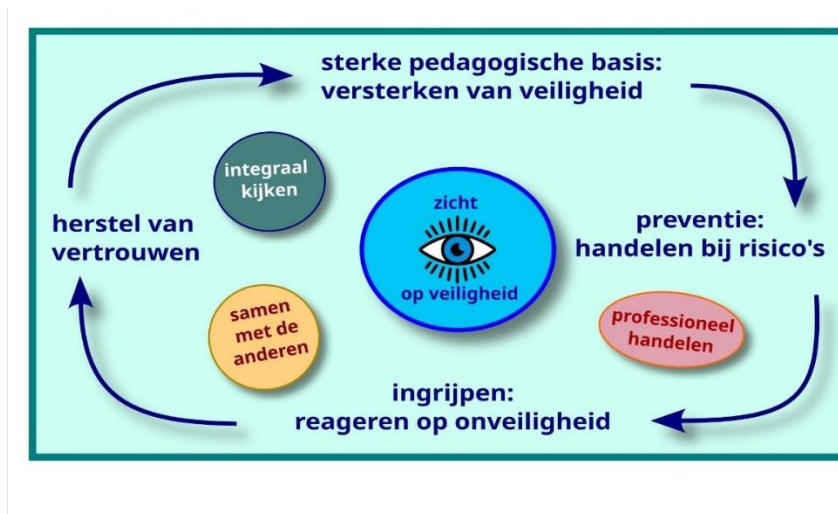 sterke pedagogische basis:
versterken van veiligheid
integraal
kijken
zicht
op veiligheid
herstel van
vertrouwen
preventie:
handelen bij risico's
samen
met de
anderen
professioneel
handelen
ingrijpen:
reageren op onveiligheid